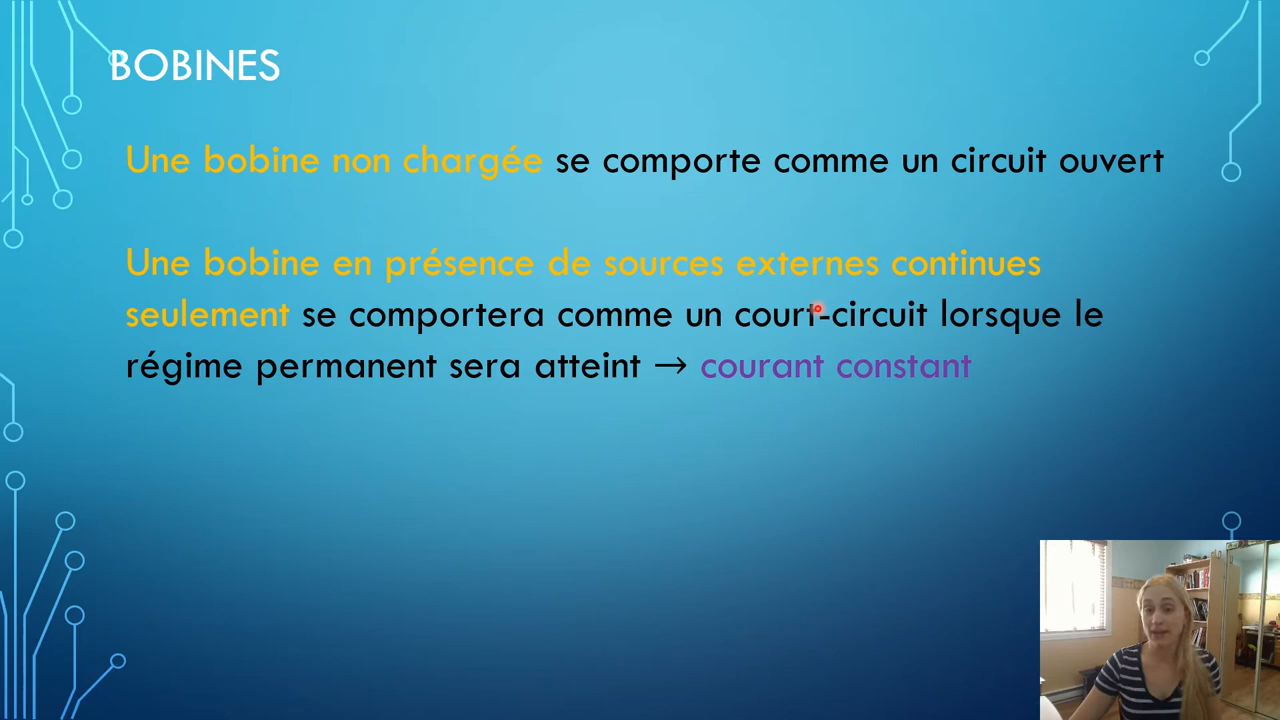 BOBINES
Une bobine non chargée se comporte comme un circuit ouvert
Une bobine en présence de sources externes continues
seulement se comportera comme un court-circuit lorsque le
régime permanent sera atteint → courant constant